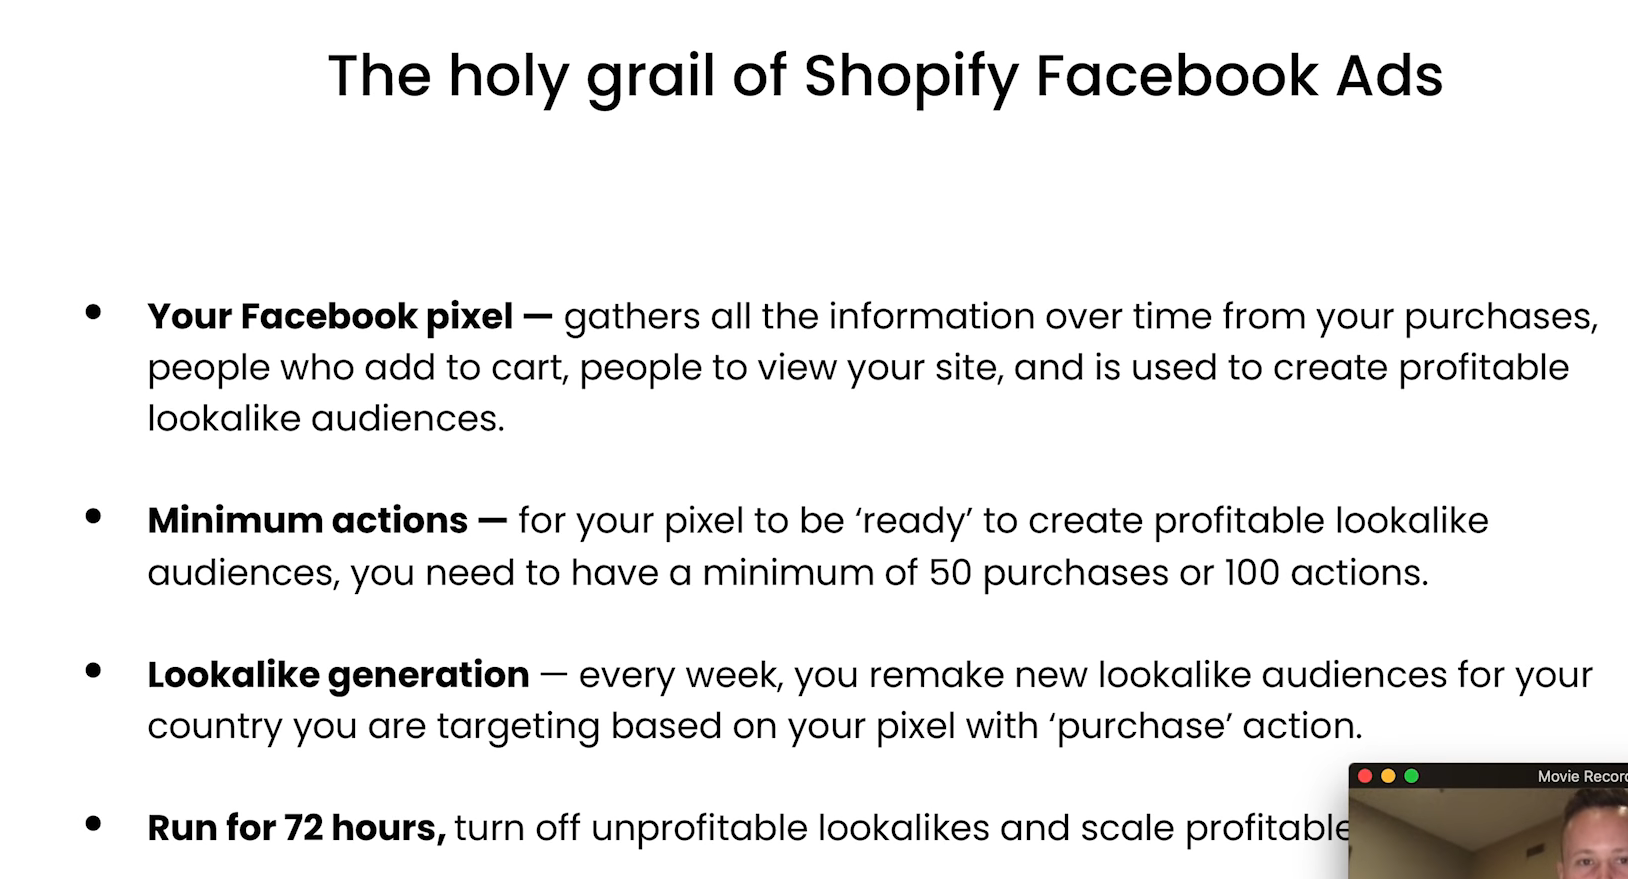 The holy grail of Shopify Facebook Ads
• Your Facebook pixel — gathers all the information over time from your purchases,
people who add to cart, people to view your site, and is used to create profitable
lookalike audiences.
• Minimum actions — for your pixel to be ‘ready’ to create profitable lookalike
audiences, you need to have a minimum of 50 purchases or 100 actions.
• Lookalike generation — every week, you remake new lookalike audiences for your
country you are targeting based on your pixel with ‘purchase’ action.
Movie Record
• Run for 72 hours, turn off unprofitable lookalikes and scale profitable